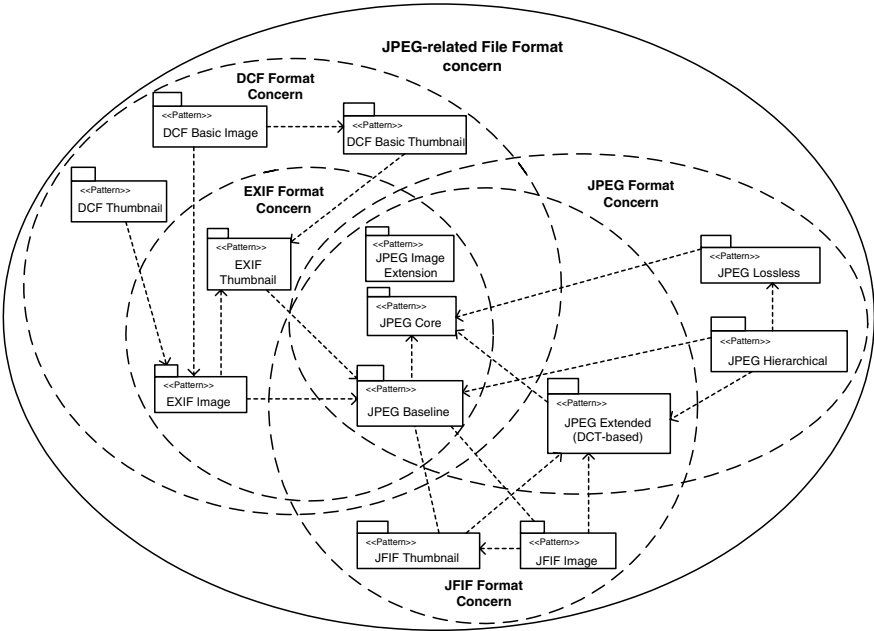 JPEG-related File Format
concern
DCF Format
Concern
<<Pattern>>
DCF Basic Image
<<Pattern>>
DCF Basic Thumbnail
<<Pattern>>
DCF Thumbnail
EXIF Format
Concern
JPEG Format
Concern
<<Pattern>>
EXIF
Thumbnail
<<Pattern>>
JPEG Image
Extension
<<Pattern>>
JPEG Lossless
<<Pattern>>
JPEG Core
<<Pattern>>
JPEG Hierarchical
<<Pattern>>
EXIF Image
<<Pattern>>
JPEG Baseline
<<Pattern>>
JPEG Extended
(DCT-based)
<<Pattern>>
JFIF Thumbnail
<<Pattern>>
JFIF Image
JFIF Format
Concern